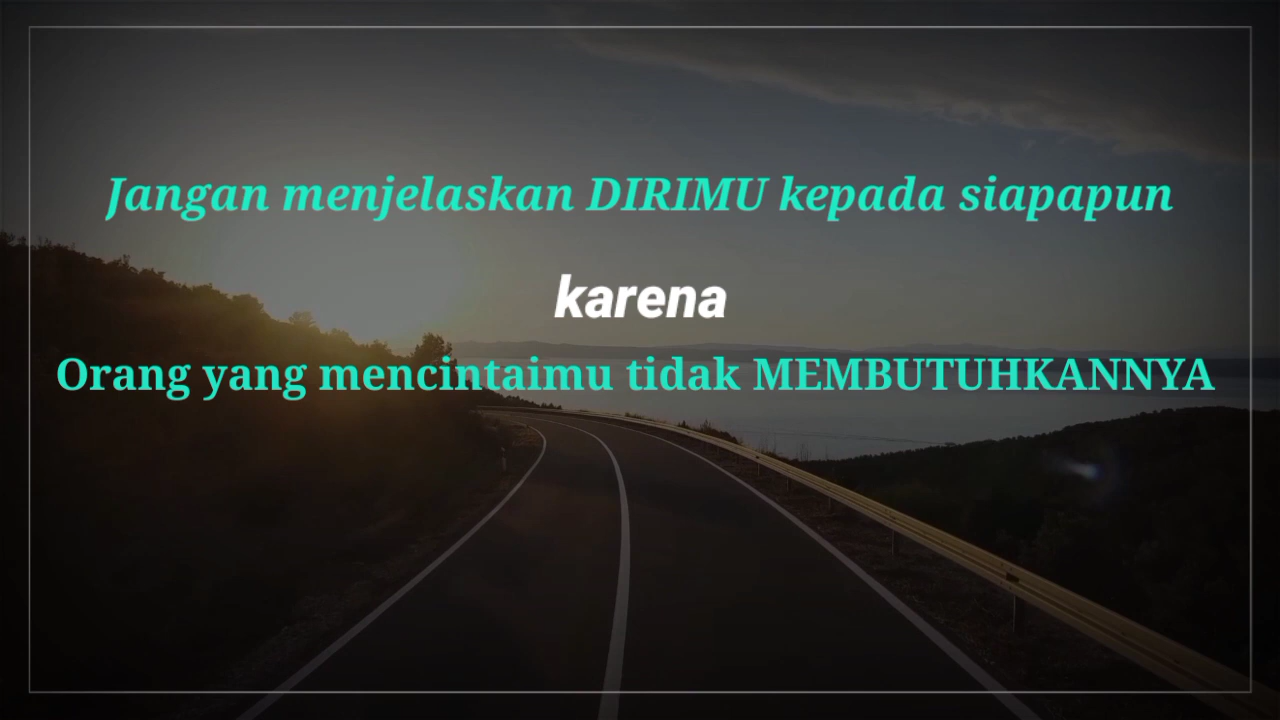 Jangan menjelaskan DIRIMU kepada siapapun
karena
Orang yang mencintaimu tidak MEMBUTUHKANNYA